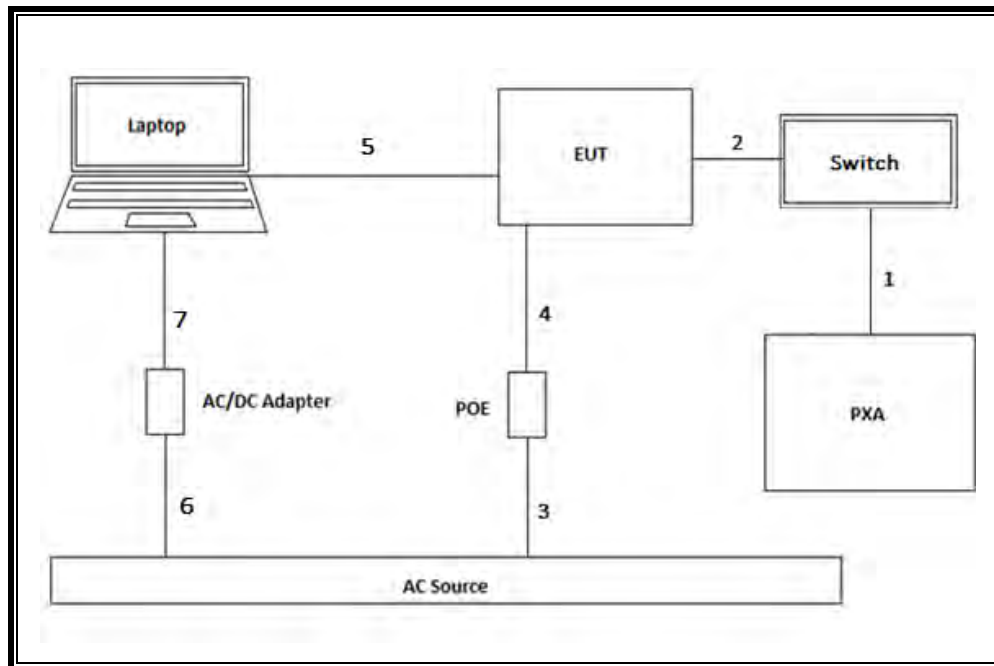 Laptop
5
EUT
2
Switch
1
7
4
AC/DC Adapter
POE
PXA
6
3
AC Source